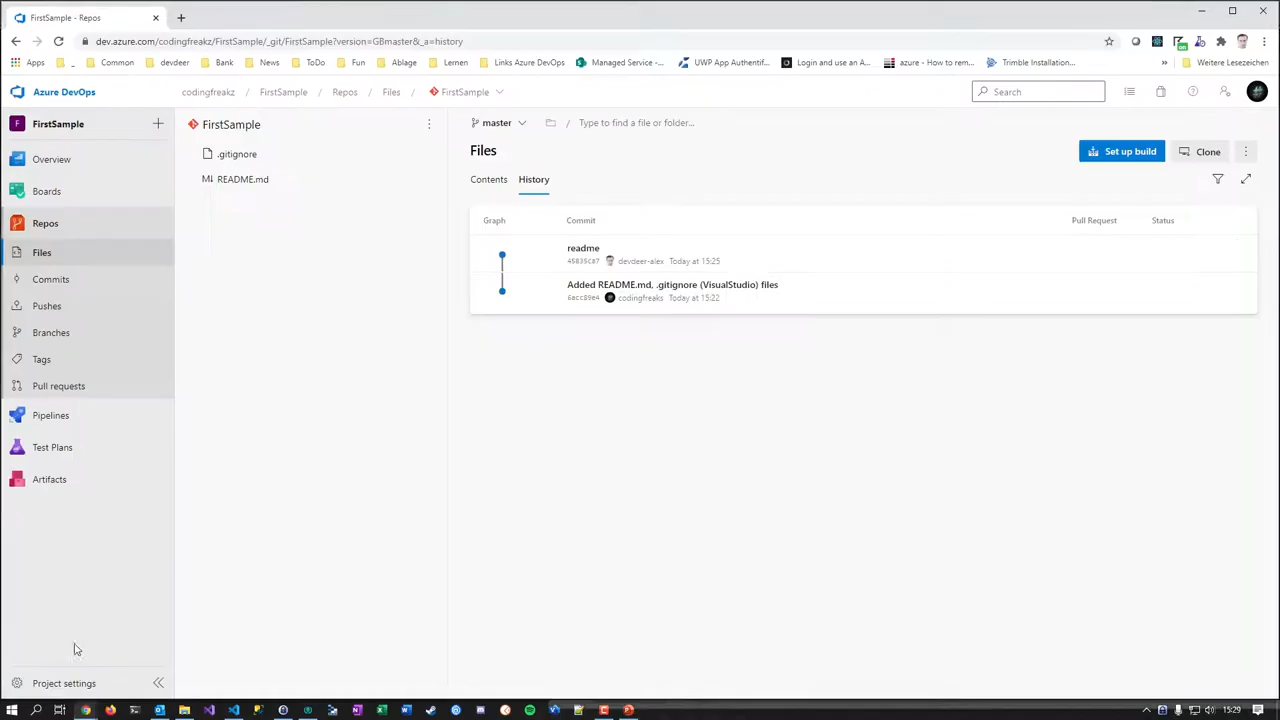 FirstSample - Repos
dev.azure.com/codingfreakz/FirstSample/_git/FirstSample?version=GBmaster&_a=history
Apps
_
Common
devdeer
Bank
News
ToDo
Fun
Ablage
Lernen
Links Azure DevOps
Managed Service -...
UWP App Authentif...
Login and use an A...
azure - How to rem...
Trimble Installation...
Weitere Lesezeichen
Azure DevOps
codingfreakz / FirstSample / Repos / Files / FirstSample
Search
F FirstSample
Overview
Boards
Repos
Files
Commits
Pushes
Branches
Tags
Pull requests
Pipelines
Test Plans
Artifacts
Project settings
FirstSample
.gitignore
README.md
master / Type to find a file or folder...
Files
Set up build
Clone
Contents
History
Graph Commit Pull Request Status
readme
45835c87 devdeer-alex Today at 15:25
Added README.md, .gitignore (VisualStudio) files
6acc89e4 codingfreaks Today at 15:22
15:29